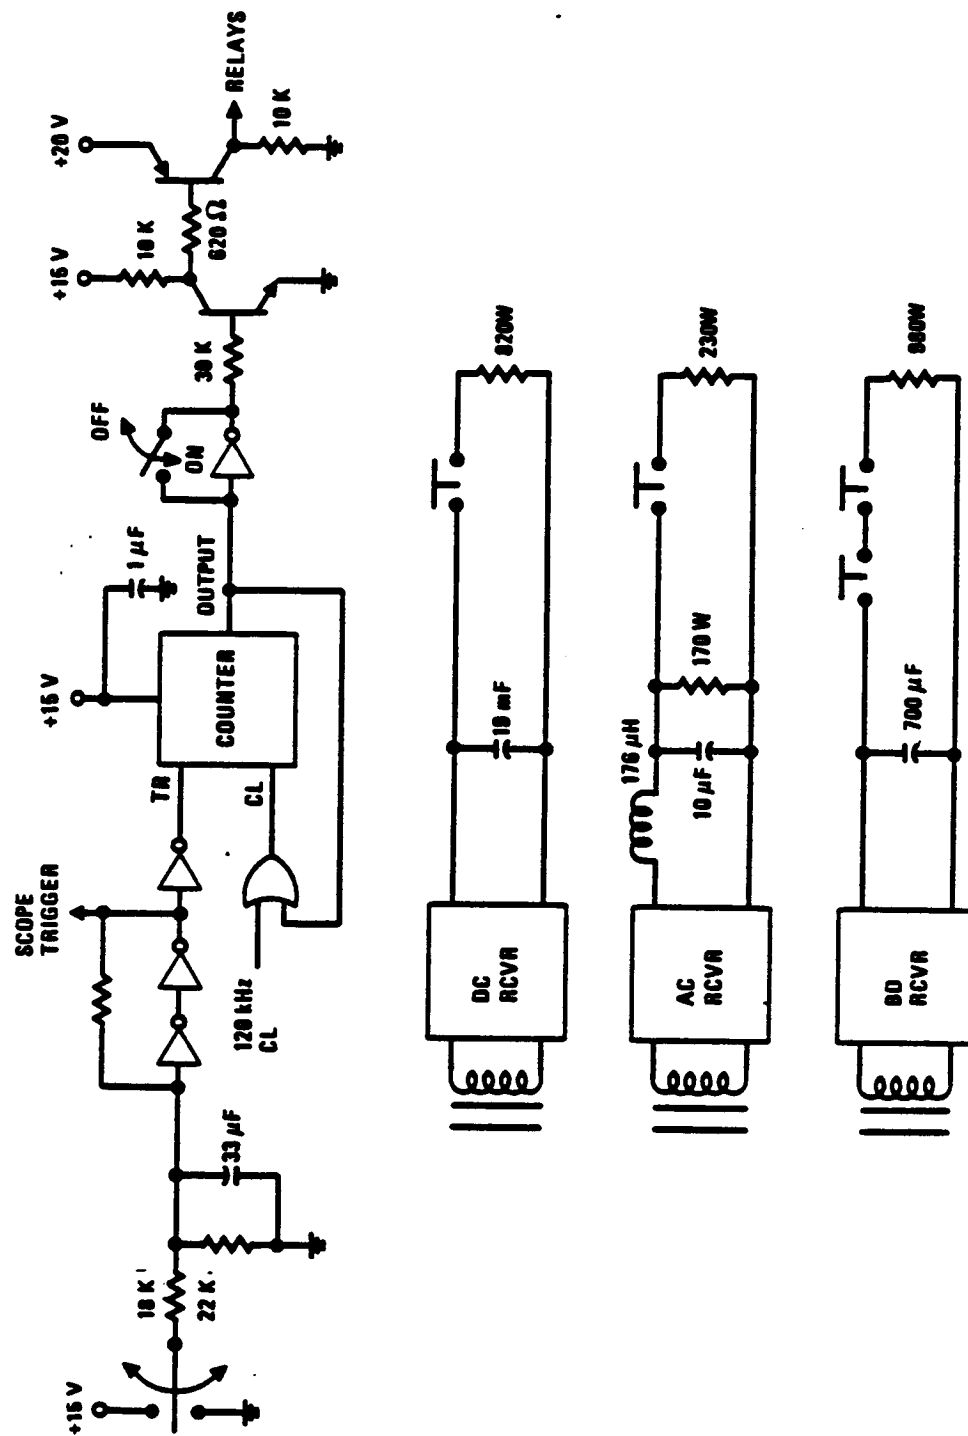 +15 V
18 K
22 K
33 µF
SCOPE
TRIGGER
120 kHz
CL
TR
CL
COUNTER
+15 V
1 µF
OUTPUT
OFF
ON
30 K
+15 V
10 K
620 Ω
+20 V
RELAYS
10 K
DC
RCVR
820W
AC
RCVR
176 µH
10 µF
170 W
230W
BD
RCVR
700 µF